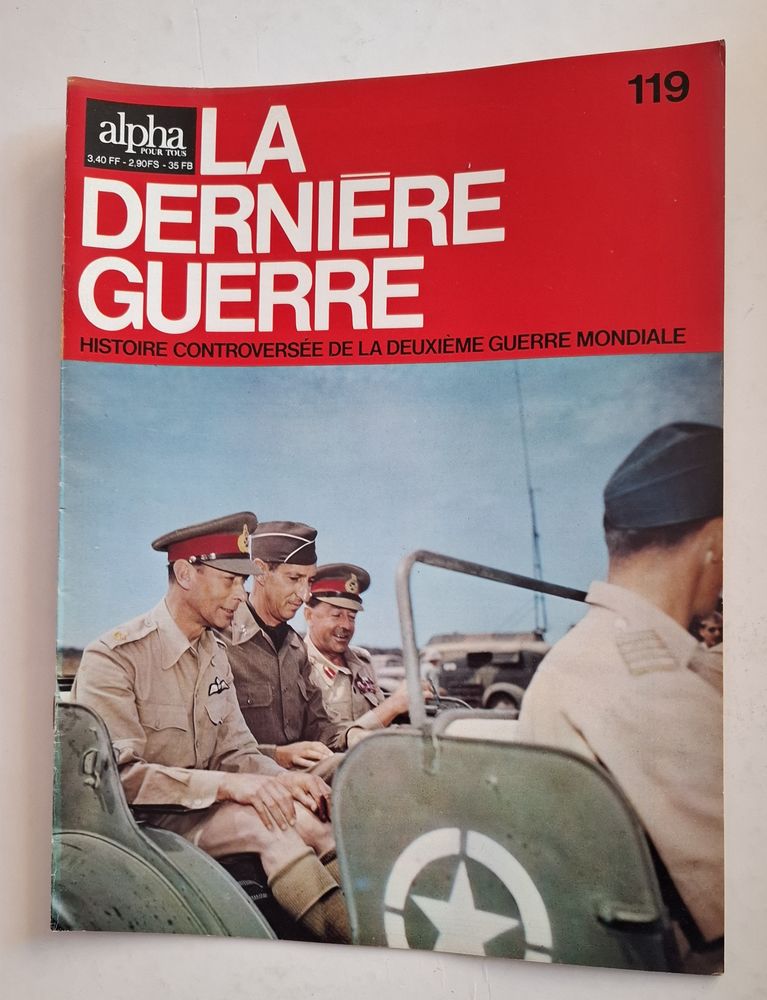 119
alpha
POUR TOUS
3.40 FF - 2,90FS - 35 FB
LA
DERNIĒRE
GUERRE
HISTOIRE CONTROVERSÉE DE LA DEUXIÈME GUERRE MONDIALE